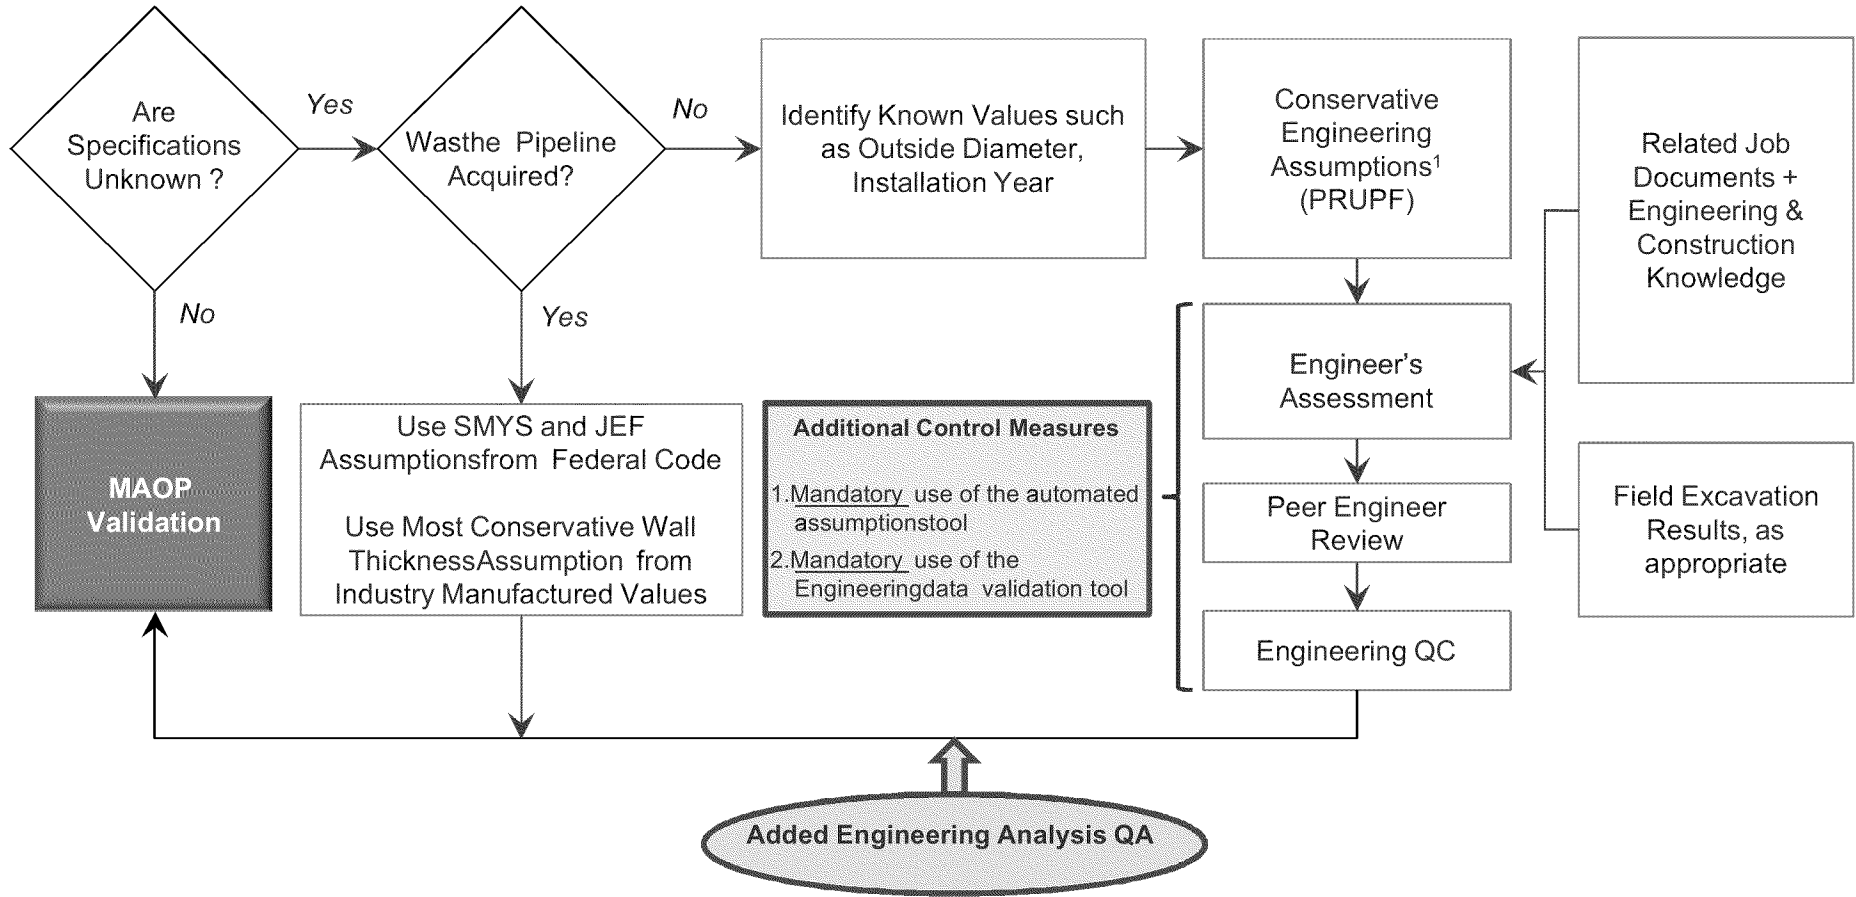 Are
Specifications
Unknown ?
Yes
No
Wasthe Pipeline
Acquired?
No
Yes
Identify Known Values such
as Outside Diameter,
Installation Year
Conservative
Engineering
Assumptions¹
(PRUPF)
Related Job
Documents +
Engineering &
Construction
Knowledge
Engineer's
Assessment
MAOP
Validation
Use SMYS and JEF
Assumptionsfrom Federal Code
Use Most Conservative Wall
ThicknessAssumption from
Industry Manufactured Values
Additional Control Measures
1.Mandatory use of the automated
assumptionstool
2.Mandatory use of the
Engineeringdata validation tool
Peer Engineer
Review
Field Excavation
Results, as
appropriate
Engineering QC
Added Engineering Analysis QA